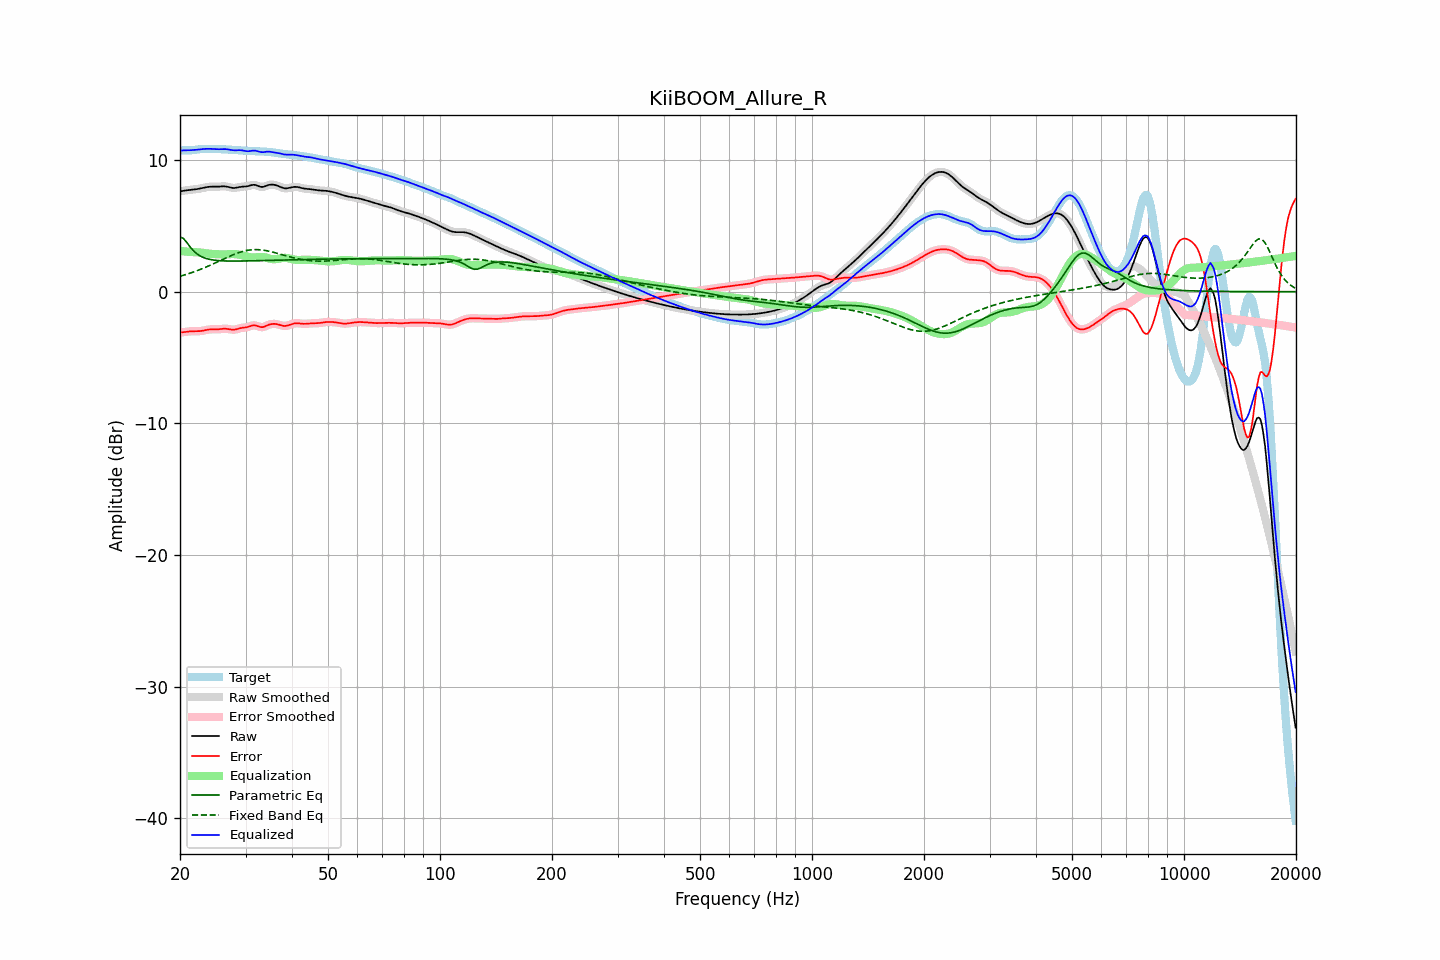 KiiBOOM_Allure_R
10
0
−10
−20
−30
−40
Amplitude (dBr)
Target
Raw Smoothed
Error Smoothed
Raw
Error
Equalization
Parametric Eq
Fixed Band Eq
Equalized
20
50
100
200
500
1000
2000
5000
10000
20000
Frequency (Hz)